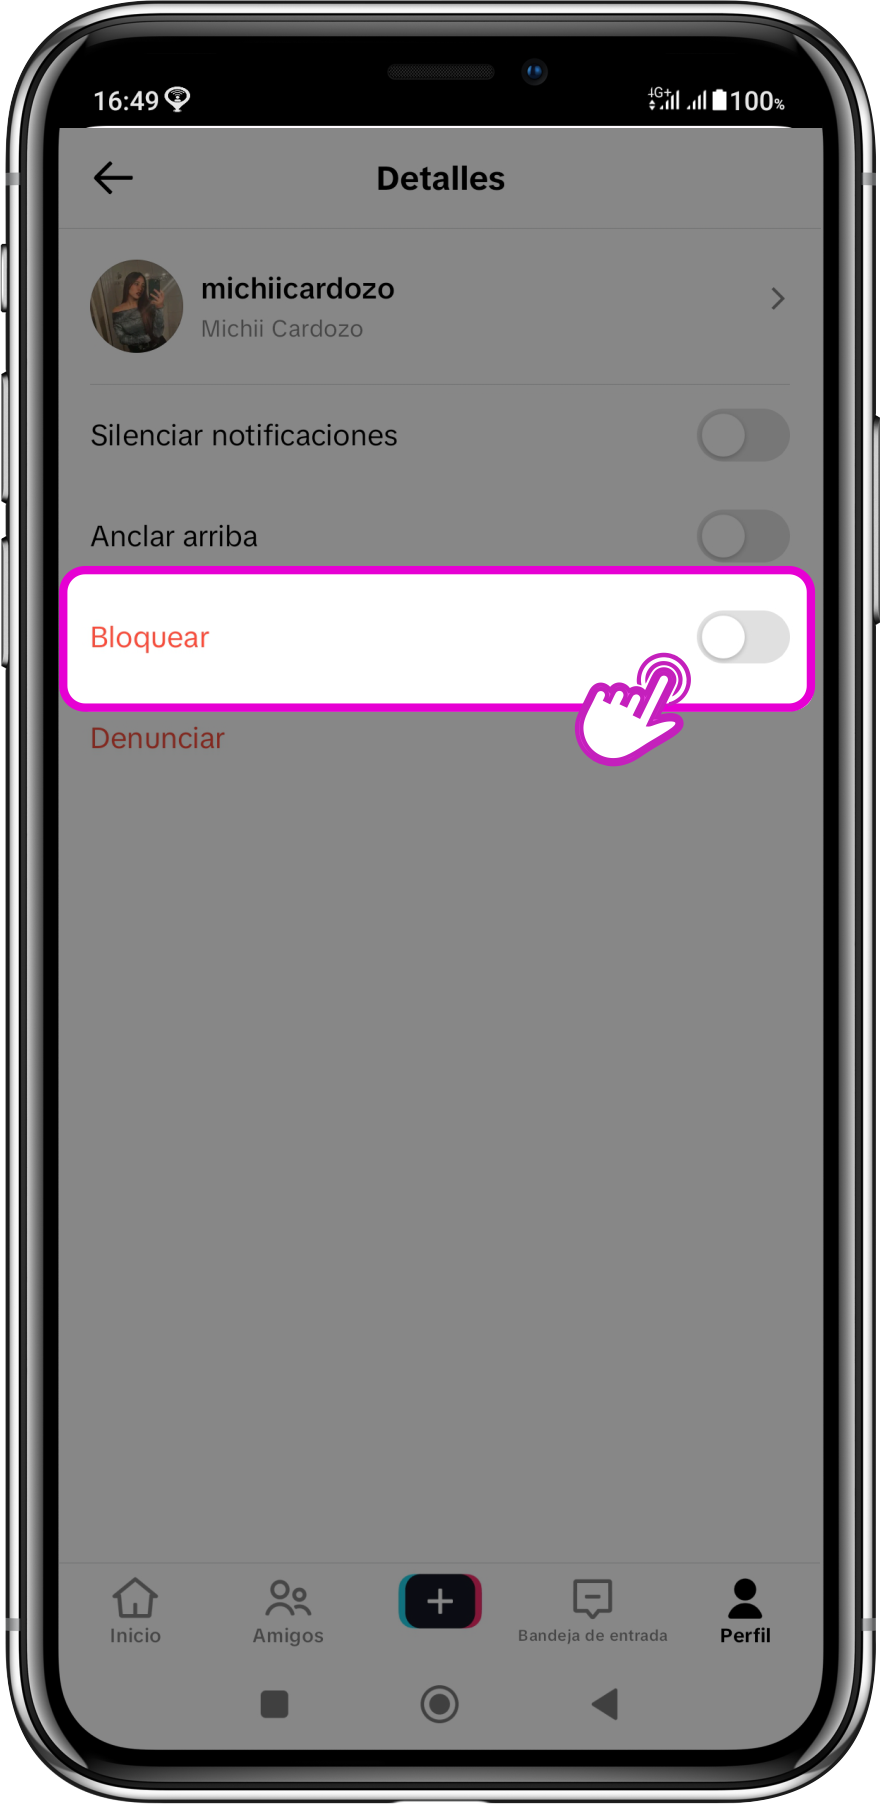 16:49 4G+ 100%
Detalles
michiicardozo
Michii Cardozo
Silenciar notificaciones
Anclar arriba
Bloquear
Denunciar
Inicio Amigos Bandeja de entrada Perfil